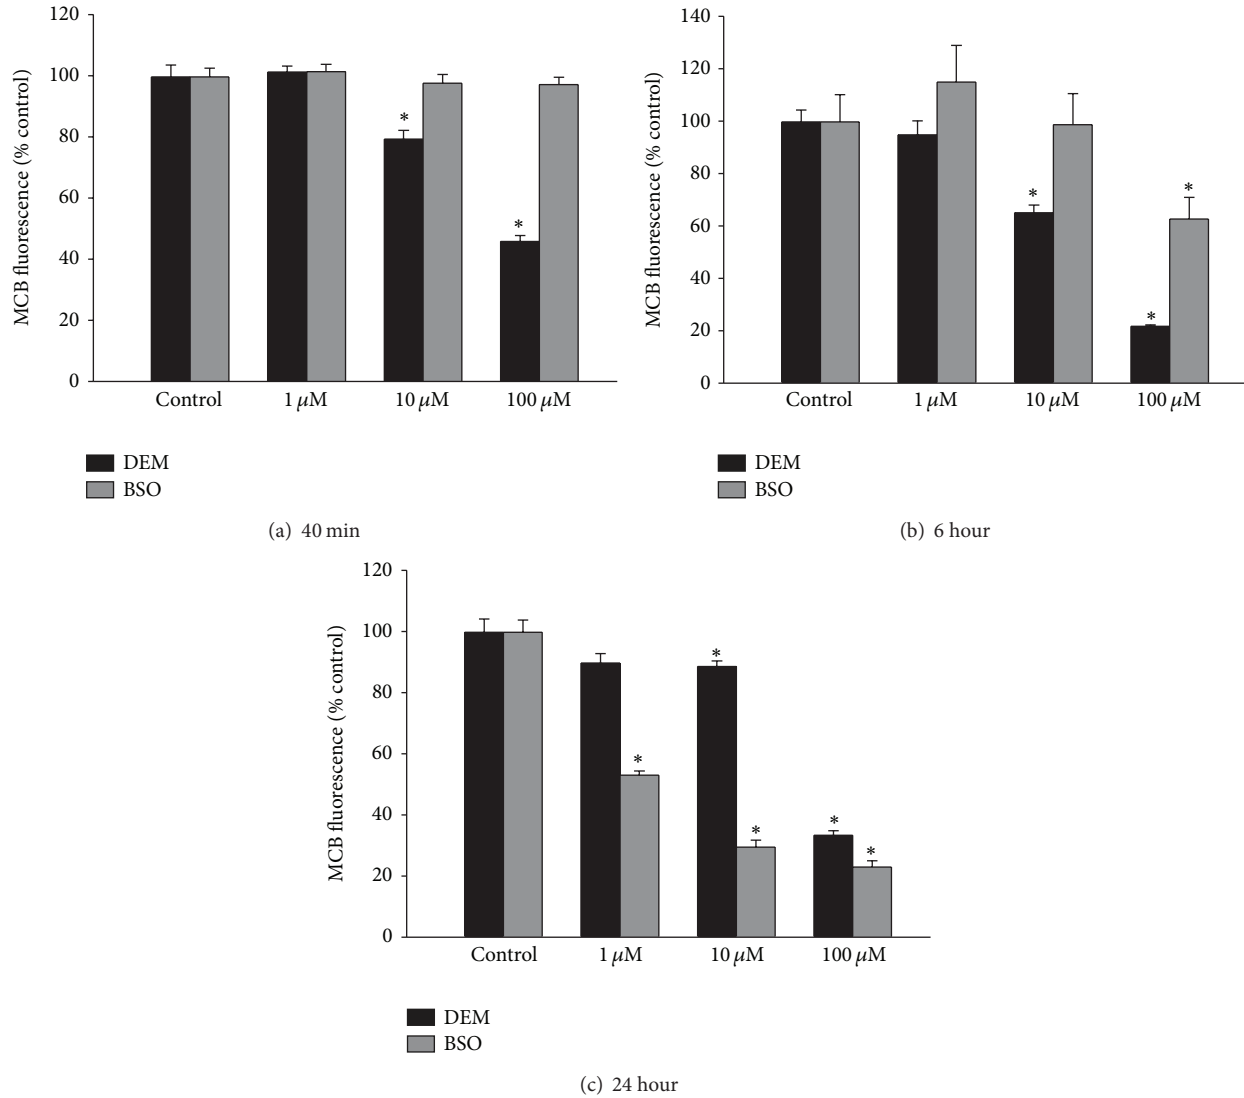 MCB fluorescence (% control)
120
100
80
60
40
20
0
*
*
Control 1 μM 10 μM 100 μM
DEM
BSO
(a) 40 min
MCB fluorescence (% control)
140
120
100
80
60
40
20
0
*
*
*
Control 1 μM 10 μM 100 μM
DEM
BSO
(b) 6 hour
MCB fluorescence (% control)
120
100
80
60
40
20
0
*
*
*
*
*
Control 1 μM 10 μM 100 μM
DEM
BSO
(c) 24 hour